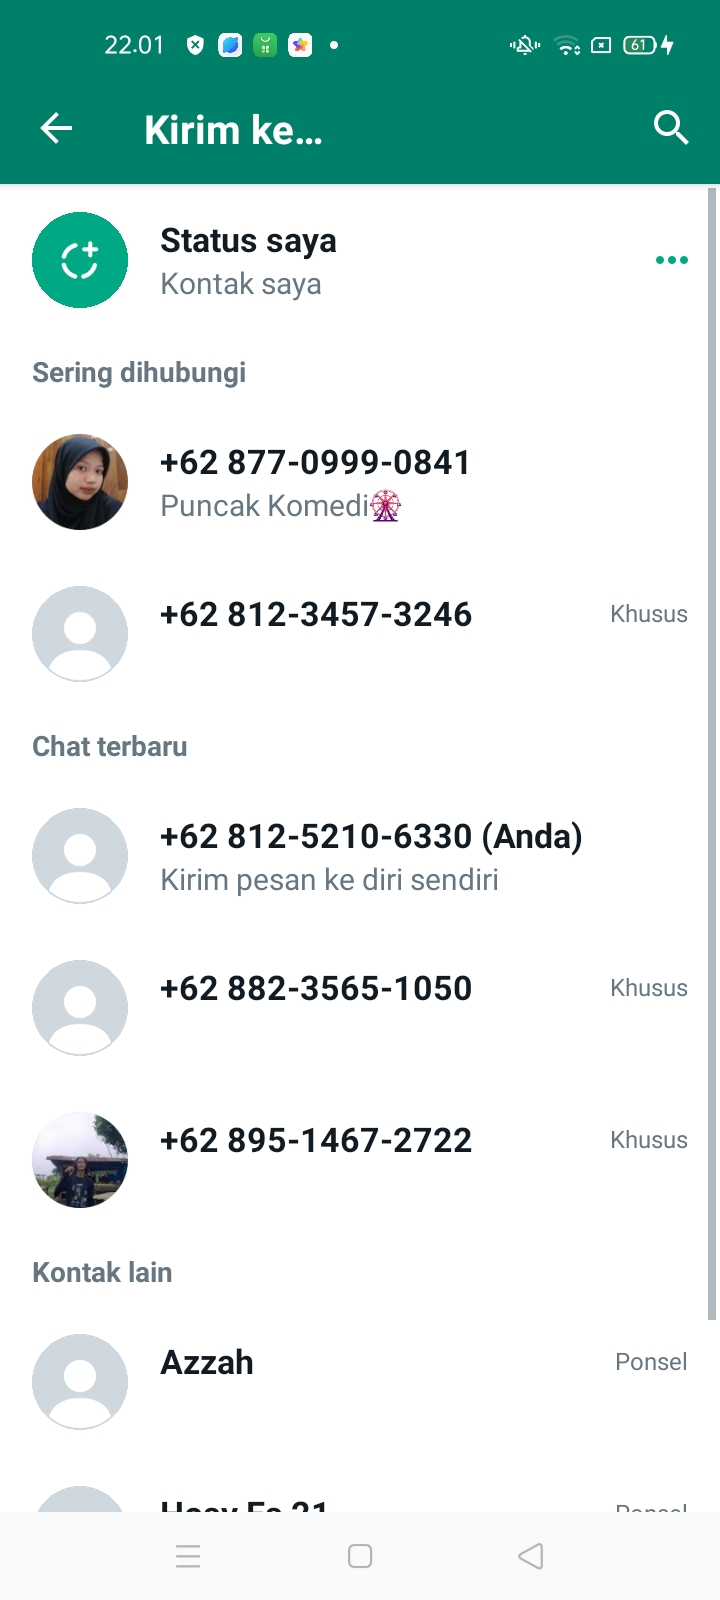 22.01
61
Kirim ke...
Status saya
Kontak saya
Sering dihubungi
+62 877-0999-0841
Puncak Komedi🎡
+62 812-3457-3246
Khusus
Chat terbaru
+62 812-5210-6330 (Anda)
Kirim pesan ke diri sendiri
+62 882-3565-1050
Khusus
+62 895-1467-2722
Khusus
Kontak lain
Azzah
Ponsel
Ponsel